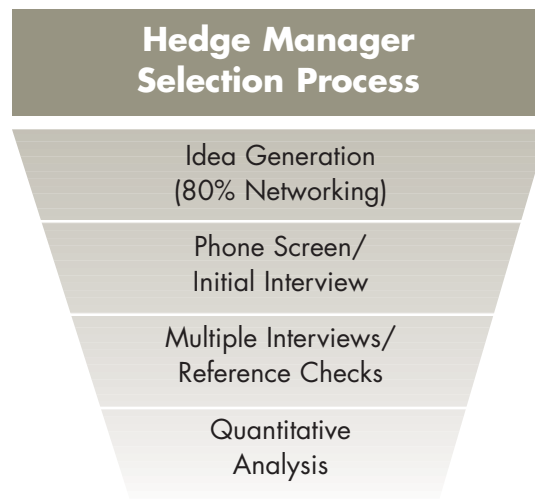 Hedge Manager
Selection Process
Idea Generation
(80% Networking)
Phone Screen/
Initial Interview
Multiple Interviews/
Reference Checks
Quantitative
Analysis